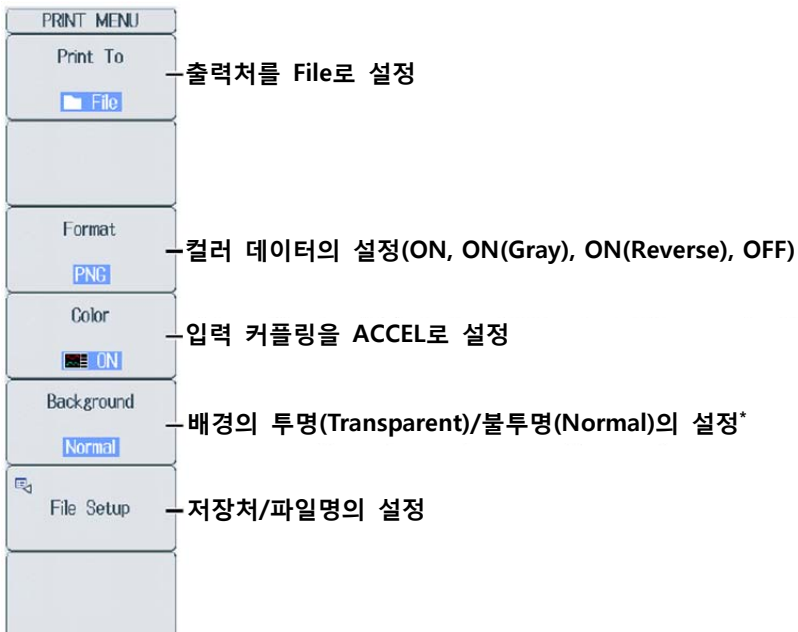 PRINT MENU
Print To
File
출력처를 File로 설정
Format
PNG
컬러 데이터의 설정(ON, ON(Gray), ON(Reverse), OFF)
Color
ON
입력 커플링을 ACCEL로 설정
Background
Normal
배경의 투명(Transparent)/불투명(Normal)의 설정*
File Setup
저장처/파일명의 설정